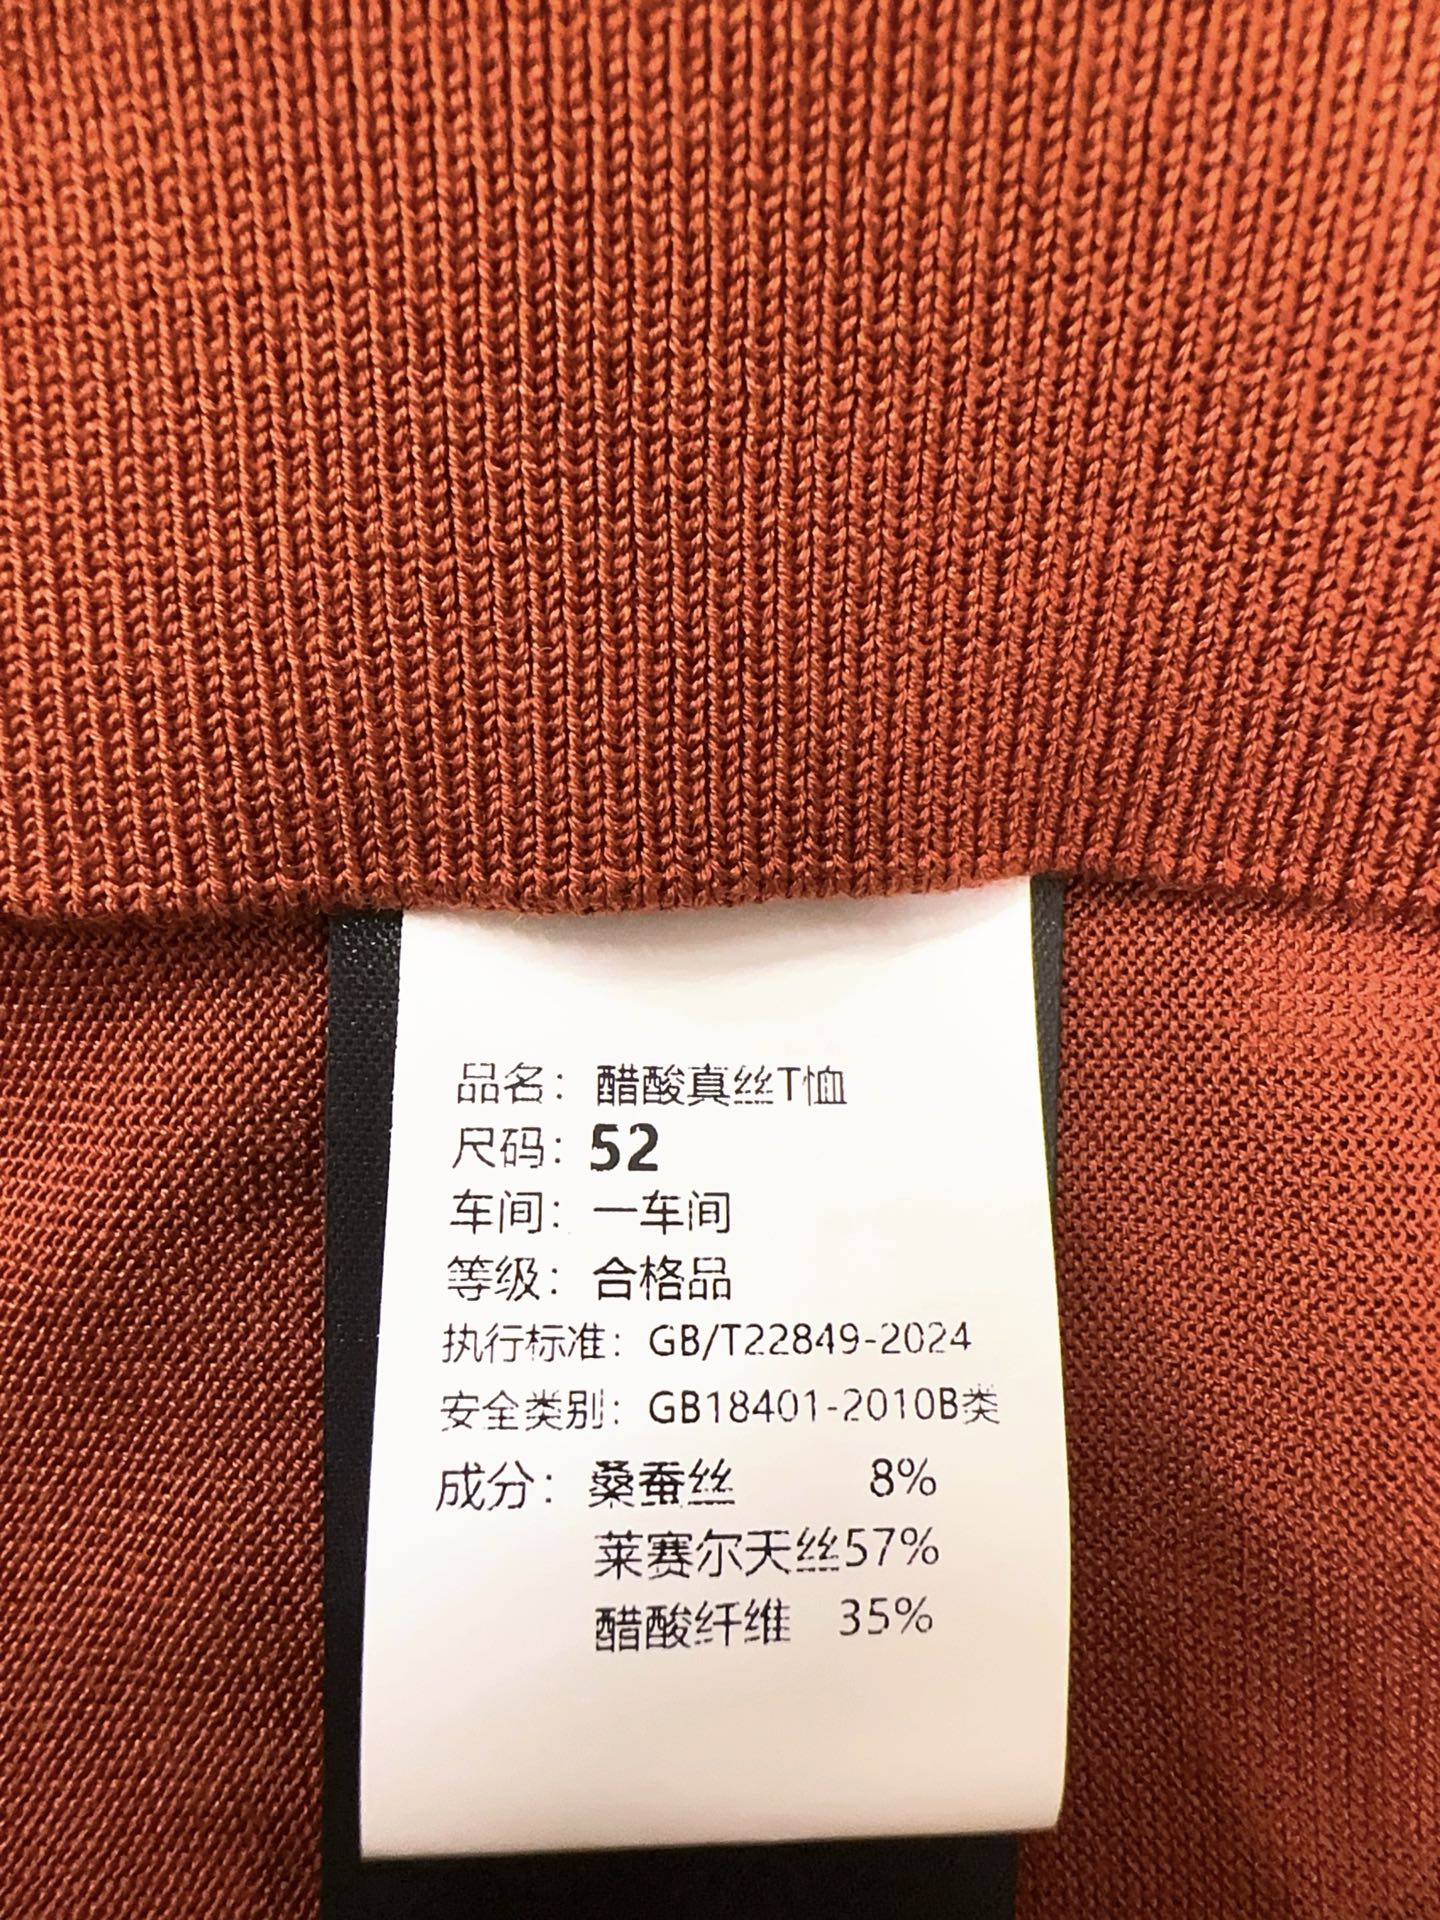 品名：醋酸真丝T恤
尺码：52
车间：一车间
等级：合格品
执行标准：GB/T22849-2024
安全类别：GB18401-2010B类
成分：桑蚕丝 8%
莱赛尔天丝57%
醋酸纤维 35%